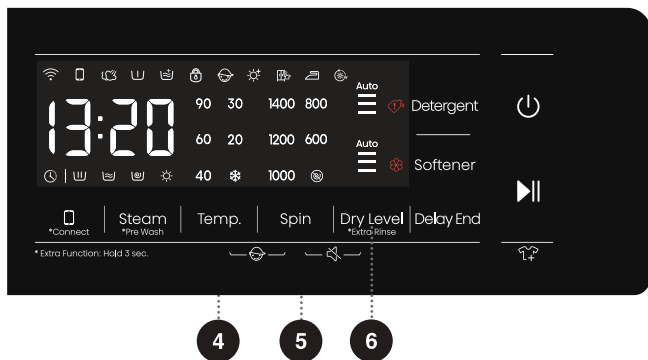 Auto
13:20
90 30 1400 800
Detergent
60 20 1200 600
Auto
Softener
40 1000
Steam Temp. Spin Dry Level Delay End
*Connect *Pre Wash *Extra Rinse
* Extra Function: Hold 3 sec.
4 5 6